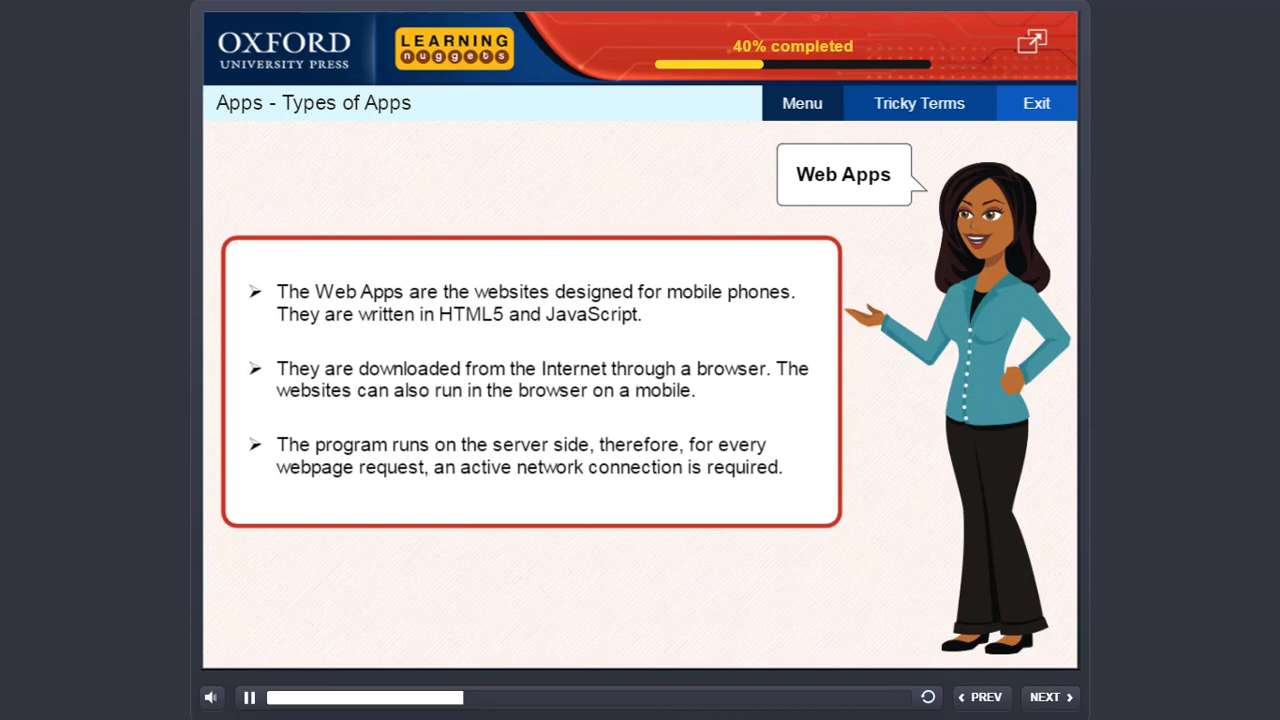 OXFORD
UNIVERSITY PRESS
LEARNING
nuggets
40% completed
Apps - Types of Apps
Menu
Tricky Terms
Exit
Web Apps
➢ The Web Apps are the websites designed for mobile phones.
They are written in HTML5 and JavaScript.
➢ They are downloaded from the Internet through a browser. The
websites can also run in the browser on a mobile.
➢ The program runs on the server side, therefore, for every
webpage request, an active network connection is required.
PREV
NEXT